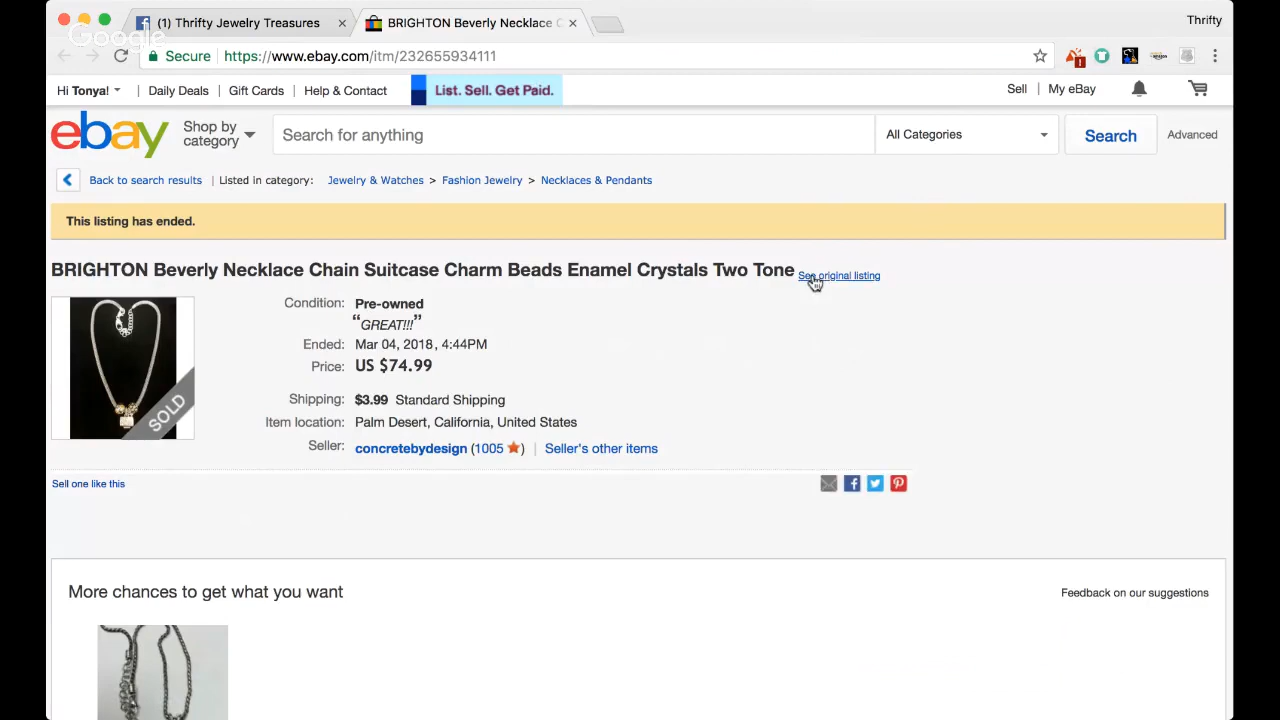 (1) Thrifty Jewelry Treasures
BRIGHTON Beverly Necklace C
Thrifty
Google
Secure
https://www.ebay.com/itm/232655934111
Hi Tonya!
Daily Deals
Gift Cards
Help & Contact
List. Sell. Get Paid.
Sell
My eBay
ebay
Shop by category
Search for anything
All Categories
Search
Advanced
Back to search results
Listed in category:
Jewelry & Watches > Fashion Jewelry > Necklaces & Pendants
This listing has ended.
BRIGHTON Beverly Necklace Chain Suitcase Charm Beads Enamel Crystals Two Tone
See original listing
SOLD
Condition: Pre-owned
“GREAT!!!”
Ended: Mar 04, 2018 , 4:44PM
Price: US $74.99
Shipping: $3.99 Standard Shipping
Item location: Palm Desert, California, United States
Seller: concretebydesign (1005 ) | Seller's other items
Sell one like this
More chances to get what you want
Feedback on our suggestions